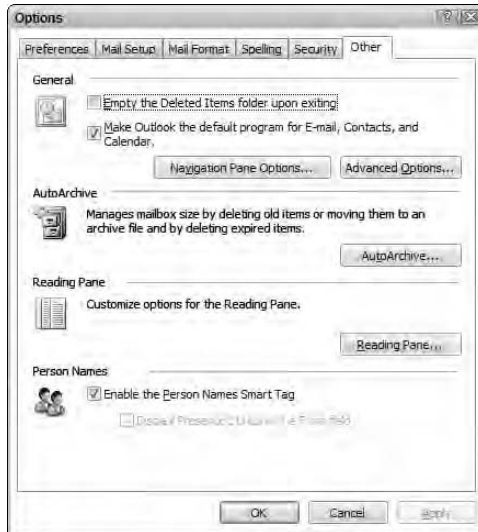 Options
Preferences Mail Setup Mail Format Spelling Security Other
General
Empty the Deleted Items folder upon exiting
Make Outlook the default program for E-mail, Contacts, and
Calendar.
Navigation Pane Options... Advanced Options...
AutoArchive
Manages mailbox size by deleting old items or moving them to an
archive file and by deleting expired items.
AutoArchive...
Reading Pane
Customize options for the Reading Pane.
Reading Pane...
Person Names
Enable the Person Names Smart Tag
OK Cancel Apply